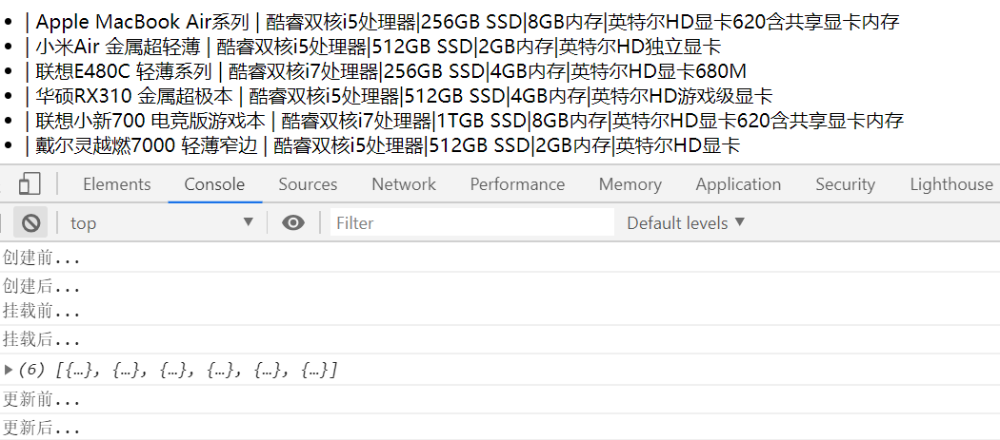 | Apple MacBook Air系列 | 酷睿双核i5处理器|256GB SSD|8GB内存|英特尔HD显卡620含共享显卡内存
| 小米Air 金属超轻薄 | 酷睿双核i5处理器|512GB SSD|2GB内存|英特尔HD独立显卡
| 联想E480C 轻薄系列 | 酷睿双核i7处理器|256GB SSD|4GB内存|英特尔HD显卡680M
| 华硕RX310 金属超极本 | 酷睿双核i5处理器|512GB SSD|4GB内存|英特尔HD游戏级显卡
| 联想小新700 电竞版游戏本 | 酷睿双核i7处理器|1TGB SSD|8GB内存|英特尔HD显卡620含共享显卡内存
| 戴尔灵越燃7000 轻薄窄边 | 酷睿双核i5处理器|512GB SSD|2GB内存|英特尔HD显卡
Elements Console Sources Network Performance Memory Application Security Lighthouse
top Filter Default levels
创建前...
创建后...
挂载前...
挂载后...
(6) [{…}, {…}, {…}, {…}, {…}, {…}]
更新前...
更新后...